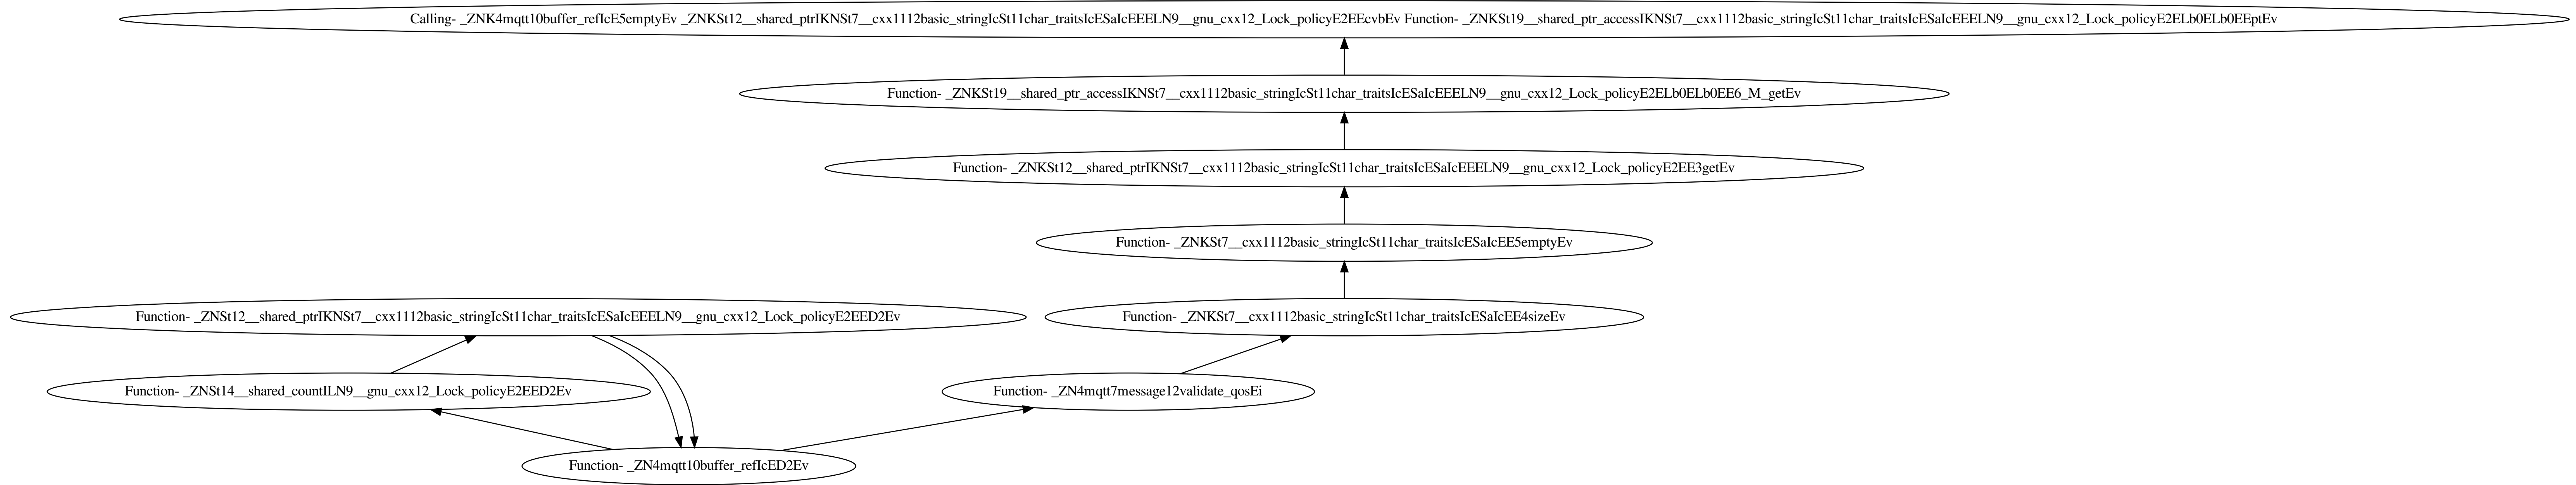 Calling- _ZNK4mqtt10buffer_refIcE5emptyEv _ZNKSt12__shared_ptrIKNSt7__cxx1112basic_stringIcSt11char_traitsIcESaIcEEELN9__gnu_cxx12_Lock_policyE2EEcvbEv Function- _ZNKSt19__shared_ptr_accessIKNSt7__cxx1112basic_stringIcSt11char_traitsIcESaIcEEELN9__gnu_cxx12_Lock_policyE2ELb0ELb0EEptEv
Function- _ZNKSt19__shared_ptr_accessIKNSt7__cxx1112basic_stringIcSt11char_traitsIcESaIcEEELN9__gnu_cxx12_Lock_policyE2ELb0ELb0EE6_M_getEv
Function- _ZNKSt12__shared_ptrIKNSt7__cxx1112basic_stringIcSt11char_traitsIcESaIcEEELN9__gnu_cxx12_Lock_policyE2EE3getEv
Function- _ZNKSt7__cxx1112basic_stringIcSt11char_traitsIcESaIcEE5emptyEv
Function- _ZNSt12__shared_ptrIKNSt7__cxx1112basic_stringIcSt11char_traitsIcESaIcEEELN9__gnu_cxx12_Lock_policyE2EED2Ev
Function- _ZNKSt7__cxx1112basic_stringIcSt11char_traitsIcESaIcEE4sizeEv
Function- _ZNSt14__shared_countILN9__gnu_cxx12_Lock_policyE2EED2Ev
Function- _ZN4mqtt7message12validate_qosEi
Function- _ZN4mqtt10buffer_refIcED2Ev